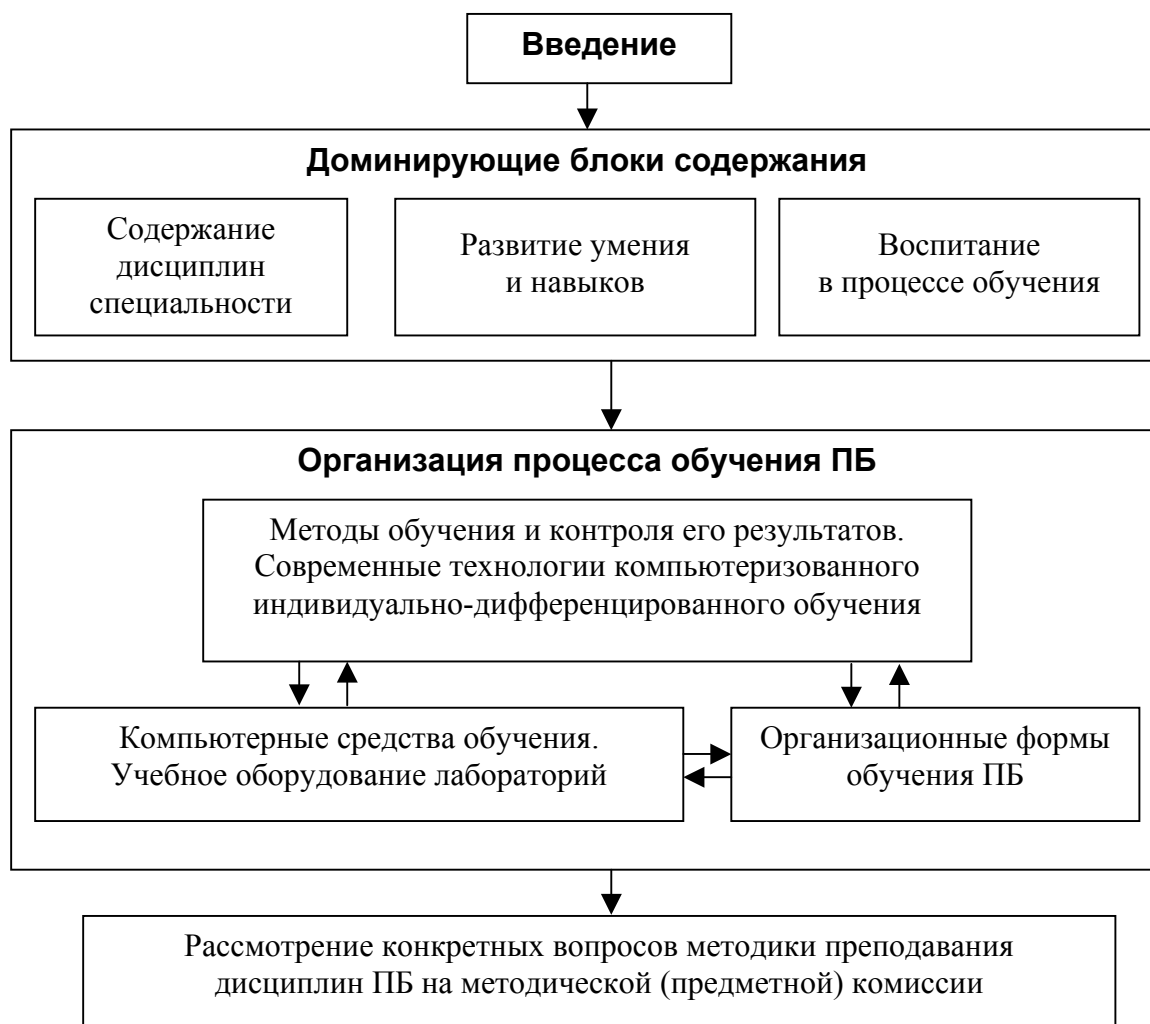 Введение
Доминирующие блоки содержания
Содержание
дисциплин
специальности
Развитие умения
и навыков
Воспитание
в процессе обучения
Организация процесса обучения ПБ
Методы обучения и контроля его результатов.
Современные технологии компьютеризованного
индивидуально-дифференцированного обучения
Компьютерные средства обучения.
Учебное оборудование лабораторий
Организационные формы
обучения ПБ
Рассмотрение конкретных вопросов методики преподавания
дисциплин ПБ на методической (предметной) комиссии